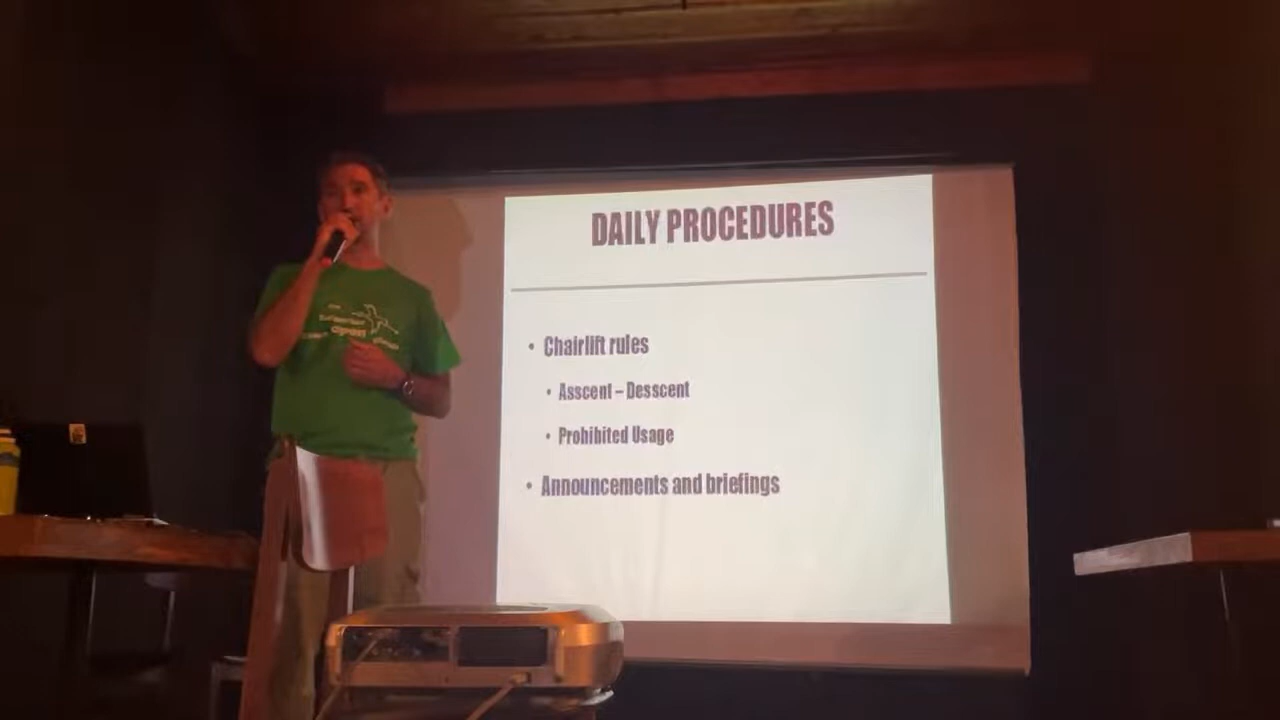 DAILY PROCEDURES
• Chairlift rules
• Asscent – Desscent
• Prohibited Usage
• Announcements and briefings